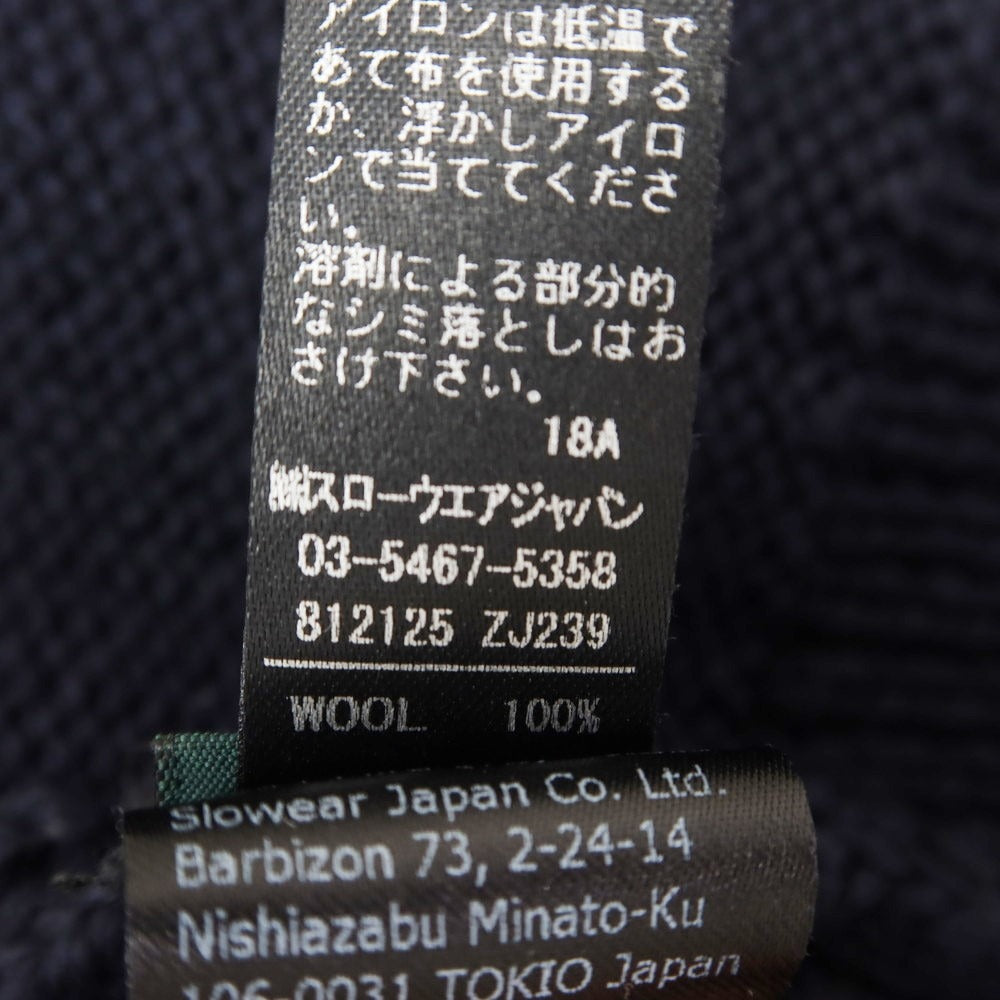 アイロンは低温で
あて布を使用する
か、浮かしアイロ
ンで当ててくださ
い。
溶剤による部分的
なシミ落としはお
さけ下さい。
18A
㈱スローウエアジャパン
03-5467-5358
812125 ZJ239
WOOL 100%
Slowear Japan Co. Ltd.
Barbizon 73, 2-24-14
Nishiazabu Minato-Ku
106-0031 TOKIO Japan